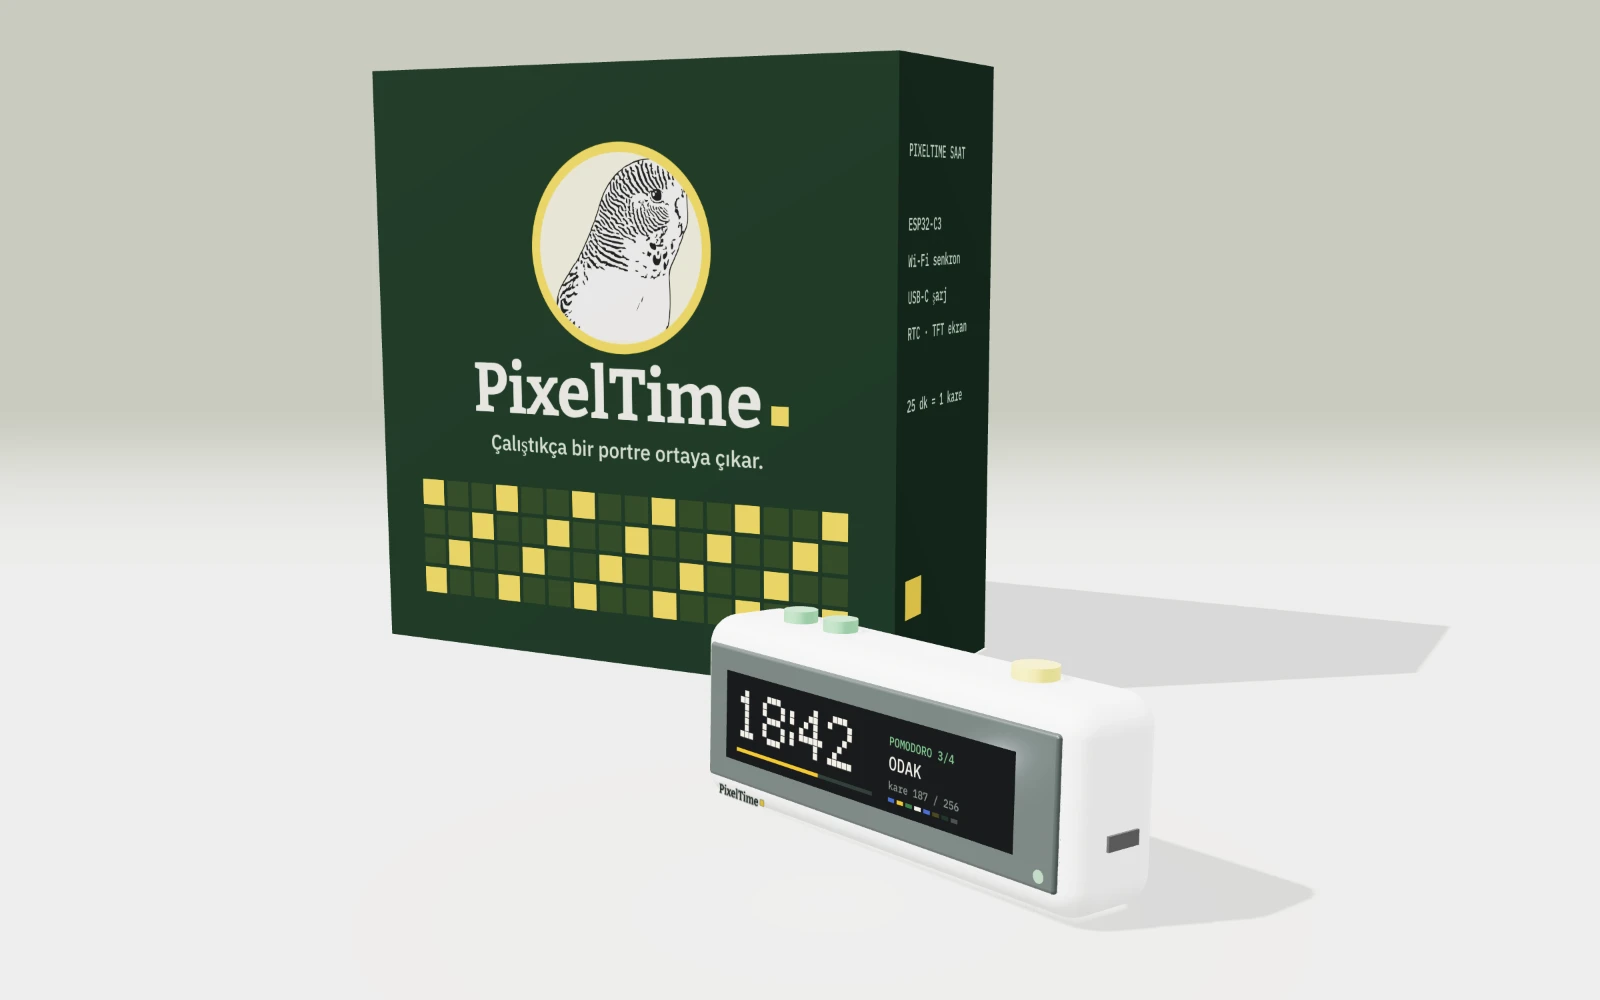 PixelTime
Çalıştıkça bir portre ortaya çıkar.
PIXELTIME SAAT
ESP32-C3
Wi-Fi senkron
USB-C şarj
RTC · TFT ekran
25 dk = 1 kare
18:42
POMODORO 3/4
ODAK
kare 187 / 256
PixelTime